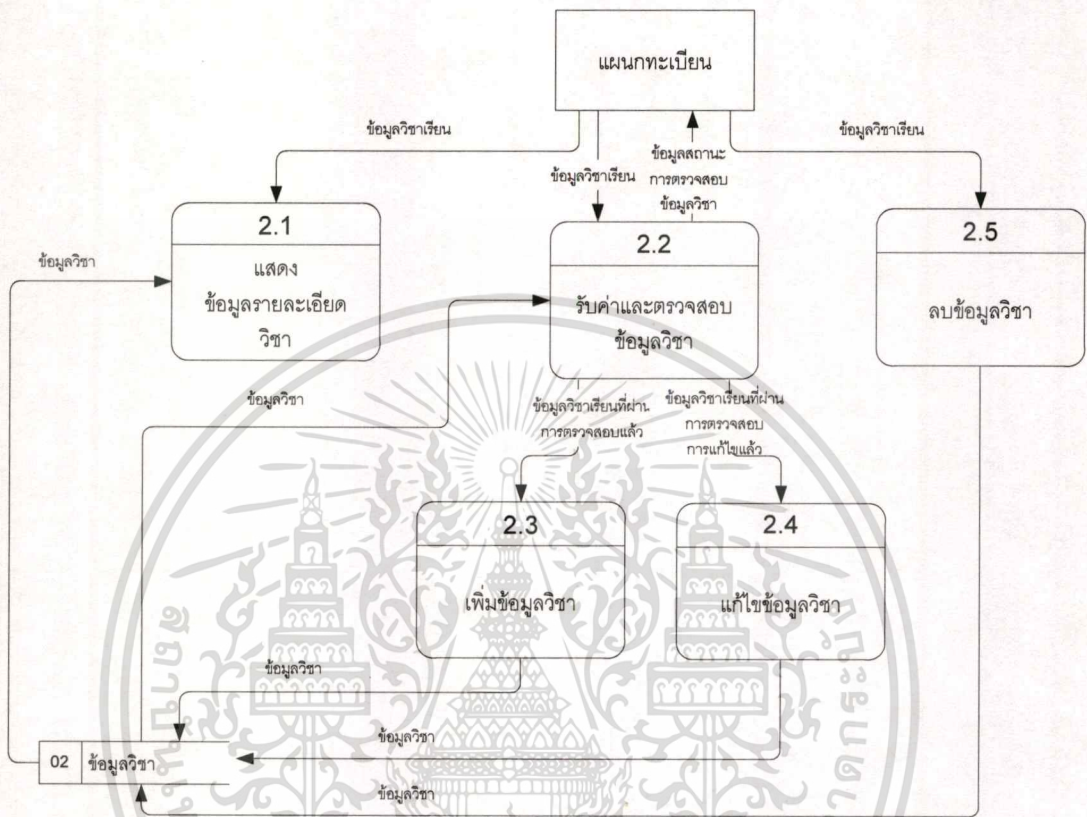 แผนกทะเบียน
ข้อมูลวิชาเรียน
ข้อมูลวิชาเรียน
ข้อมูลสถานะ
การตรวจสอบ
ข้อมูลวิชา
ข้อมูลวิชาเรียน
2.1
แสดง
ข้อมูลรายละเอียด
วิชา
2.2
รับค่าและตรวจสอบ
ข้อมูลวิชา
2.5
ลบข้อมูลวิชา
ข้อมูลวิชา
ข้อมูลวิชา
ข้อมูลวิชาเรียนที่ผ่าน
การตรวจสอบแล้ว
ข้อมูลวิชาเรียนที่ผ่าน
การตรวจสอบ
การแก้ไขแล้ว
2.3
เพิ่มข้อมูลวิชา
2.4
แก้ไขข้อมูลวิชา
ข้อมูลวิชา
ข้อมูลวิชา
02 ข้อมูลวิชา
ข้อมูลวิชา